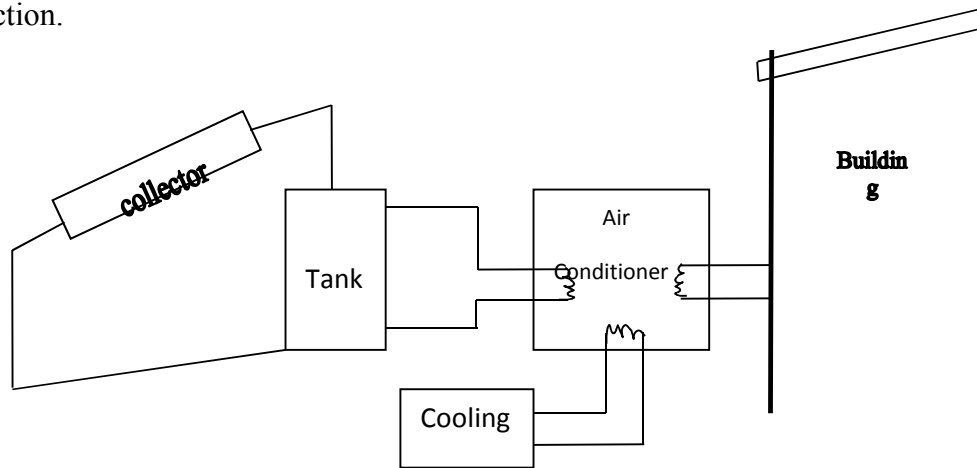 ction.
collector
Tank
Air
Conditioner
Buildin
g
Cooling